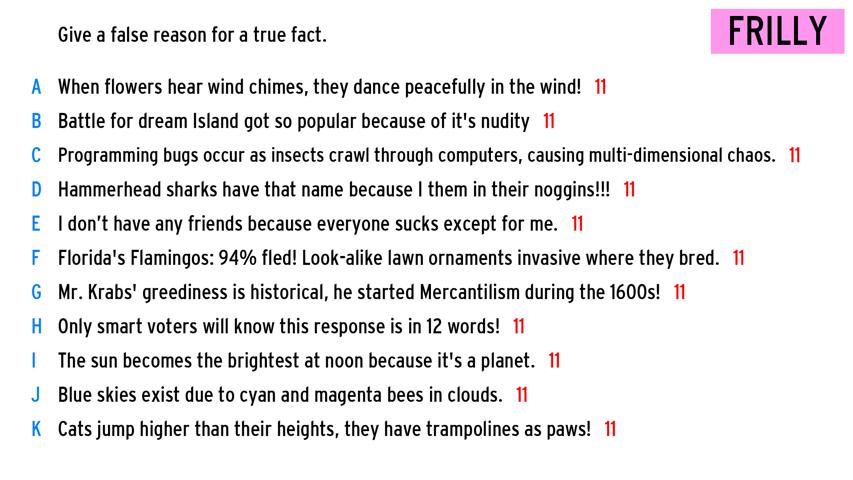 Give a false reason for a true fact.
FRILLY
A When flowers hear wind chimes, they dance peacefully in the wind! 11
B Battle for dream Island got so popular because of it's nudity 11
C Programming bugs occur as insects crawl through computers, causing multi-dimensional chaos. 11
D Hammerhead sharks have that name because I them in their noggins!!! 11
E I don't have any friends because everyone sucks except for me. 11
F Florida's Flamingos: 94% fled! Look-alike lawn ornaments invasive where they bred. 11
G Mr. Krabs' greediness is historical, he started Mercantilism during the 1600s! 11
H Only smart voters will know this response is in 12 words! 11
I The sun becomes the brightest at noon because it's a planet. 11
J Blue skies exist due to cyan and magenta bees in clouds. 11
K Cats jump higher than their heights, they have trampolines as paws! 11